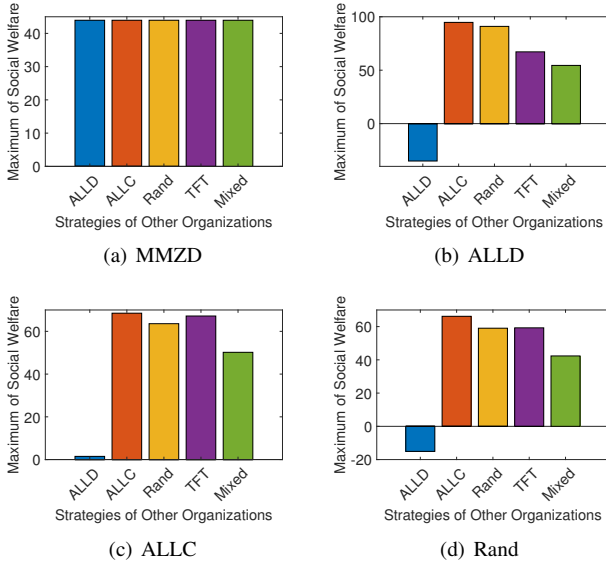 Maximum of Social Welfare
40
30
20
10
0
ALLD
ALLC
Rand
TFT
Mixed
Strategies of Other Organizations
(a) MMZD
Maximum of Social Welfare
100
50
0
ALLD
ALLC
Rand
TFT
Mixed
Strategies of Other Organizations
(b) ALLD
Maximum of Social Welfare
60
40
20
0
ALLD
ALLC
Rand
TFT
Mixed
Strategies of Other Organizations
(c) ALLC
Maximum of Social Welfare
60
40
20
0
-20
ALLD
ALLC
Rand
TFT
Mixed
Strategies of Other Organizations
(d) Rand